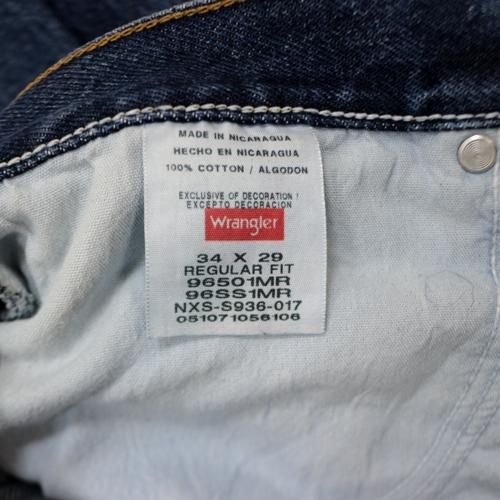 MADE IN NICARAGUA
HECHO EN NICARAGUA
100% COTTON / ALGODON
EXCLUSIVE OF DECORATION /
EXCEPTO DECORACION
Wrangler
34 X 29
REGULAR FIT
96501MR
96SS1MR
NXS-S936-017
051071056106